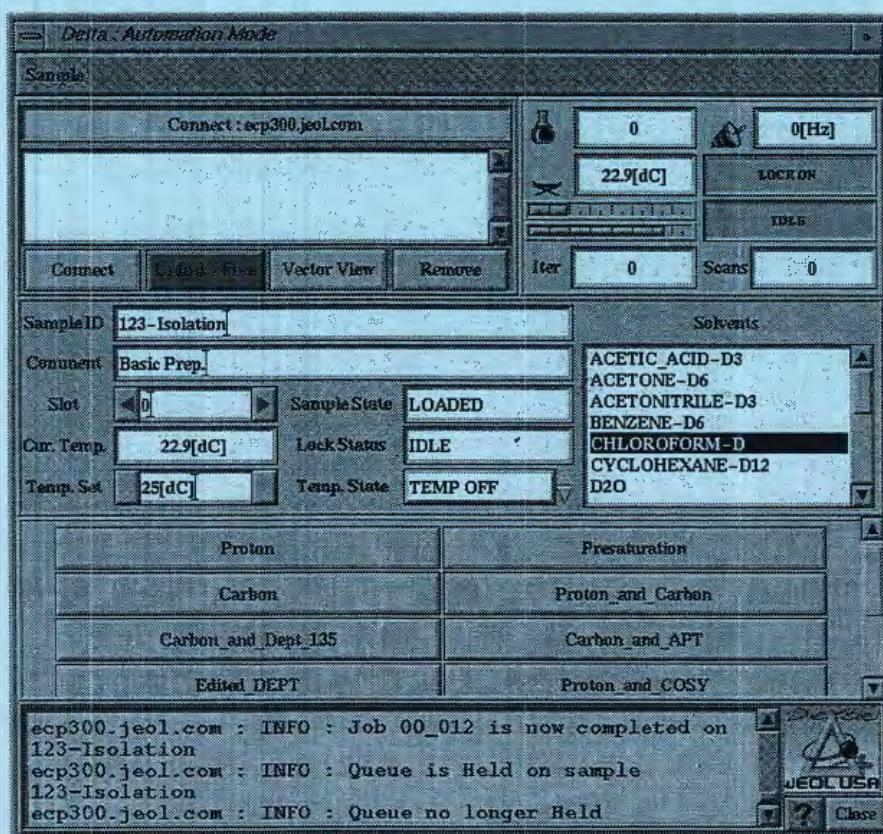 Delta : Automation Mode
Sample
Connect : ecp300.jeol.com
Connect
Vector View
Remove
0
0[Hz]
22.9[dC]
LOCK ON
IDLE
Iter
0
Scans
0
Sample ID
123-Isolation
Comment
Basic Prep.
Slot
0
Sample State
LOADED
Cur. Temp.
22.9[dC]
Lock Status
IDLE
Temp. Set
25[dC]
Temp. State
TEMP OFF
Solvents
ACETIC_ACID-D3
ACETONE-D6
ACETONITRILE-D3
BENZENE-D6
CHLOROFORM-D
CYCLOHEXANE-D12
D2O
Proton
Presaturation
Carbon
Proton_and_Carbon
Carbon_and_Dept_135
Carbon_and_APT
Edited_DEPT
Proton_and_COSY
ecp300.jeol.com : INFO : Job 00_012 is now completed on
123-Isolation
ecp300.jeol.com : INFO : Queue is Held on sample
123-Isolation
ecp300.jeol.com : INFO : Queue no longer Held
JEOL USA
?
Close